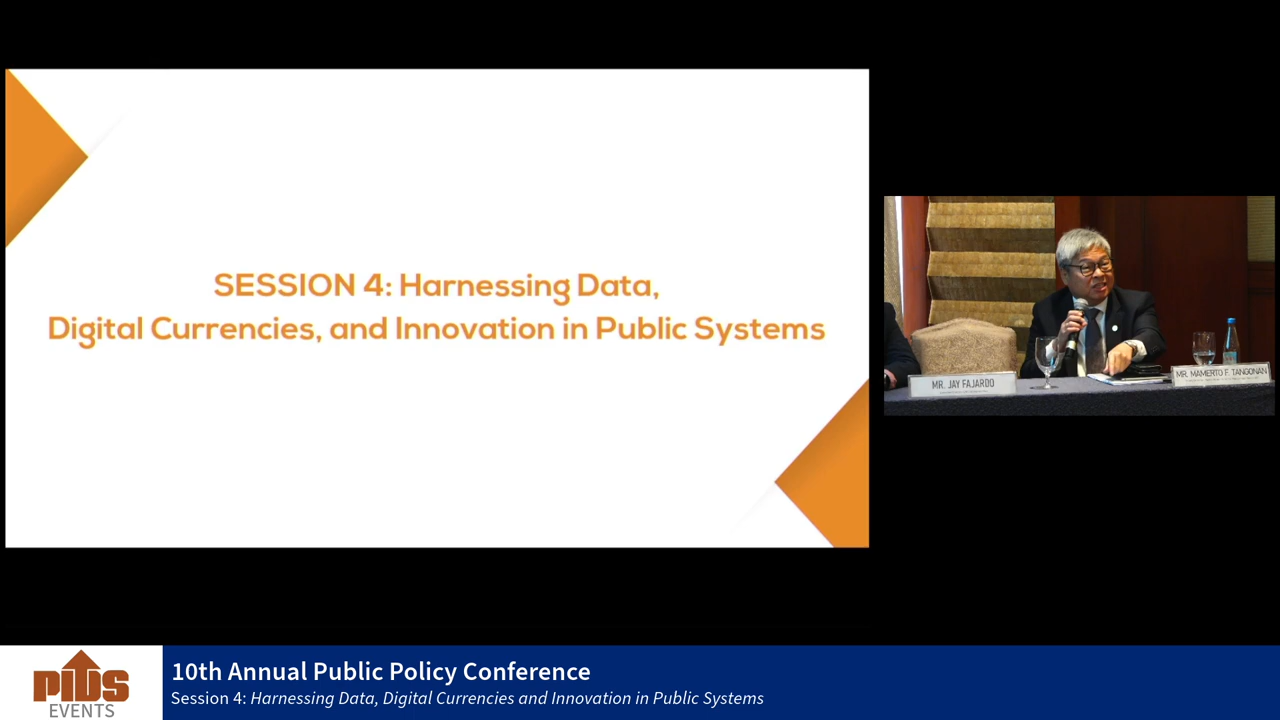 SESSION 4: Harnessing Data,
Digital Currencies, and Innovation in Public Systems
MR. JAY FAJARDO
MR. MAMERTO F. TANGONAN
PIDS
EVENTS
10th Annual Public Policy Conference
Session 4: Harnessing Data, Digital Currencies and Innovation in Public Systems